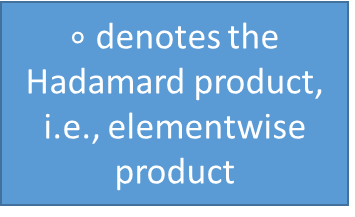 ∘ denotes the
Hadamard product,
i.e., elementwise
product